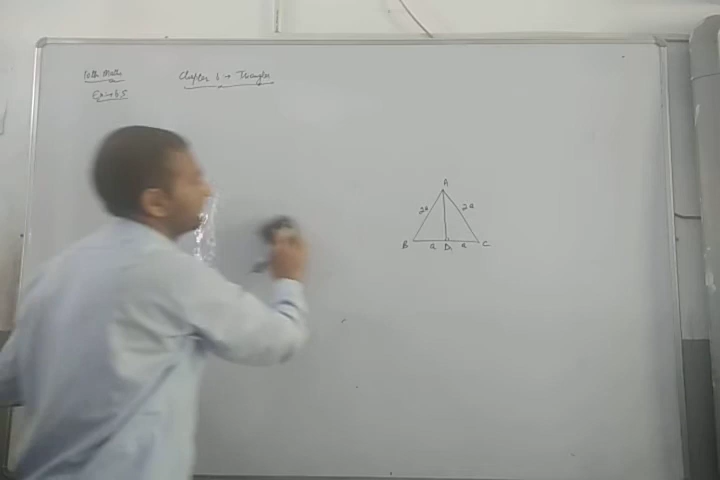 10th Maths
Chapter 6 → Triangles
Ex → 6.5
A
2a 2a
B a D a C